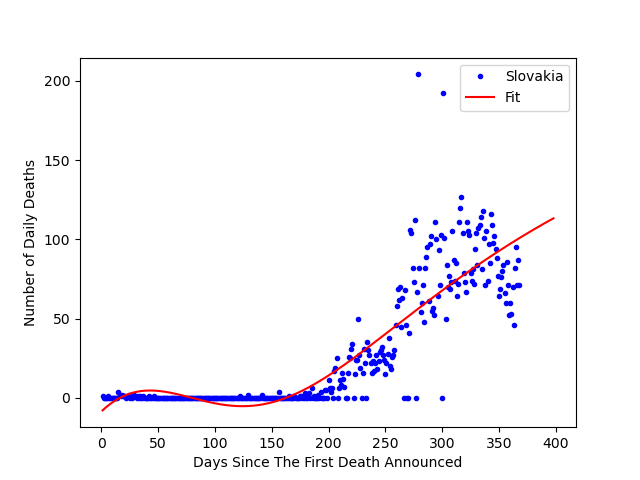 Slovakia
Fit
200
150
100
50
0
Number of Daily Deaths
0 50 100 150 200 250 300 350 400
Days Since The First Death Announced